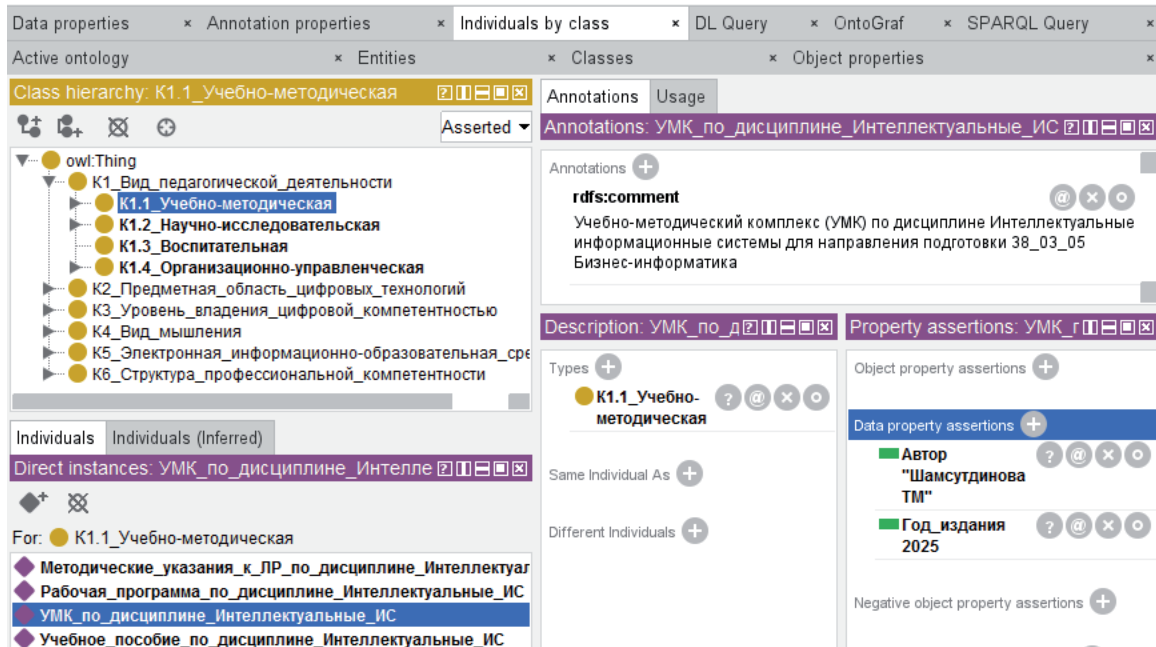 Data properties × Annotation properties × Individuals by class × DL Query × OntoGraf × SPARQL Query ×
Active ontology × Entities × Classes × Object properties ×
Class hierarchy: К1.1_Учебно-методическая
Asserted
owl:Thing
К1_Вид_педагогической_деятельности
К1.1_Учебно-методическая
К1.2_Научно-исследовательская
К1.3_Воспитательная
К1.4_Организационно-управленческая
К2_Предметная_область_цифровых_технологий
К3_Уровень_владения_цифровой_компетентностью
К4_Вид_мышления
К5_Электронная_информационно-образовательная_сре
К6_Структура_профессиональной_компетентности
Individuals Individuals (Inferred)
Direct instances: УМК_по_дисциплине_Интелле
For: К1.1_Учебно-методическая
Методические_указания_к_ЛР_по_дисциплине_Интеллектуал
Рабочая_программа_по_дисциплине_Интеллектуальные_ИС
УМК_по_дисциплине_Интеллектуальные_ИС
Учебное_пособие_по_дисциплине_Интеллектуальные_ИС
Annotations Usage
Annotations: УМК_по_дисциплине_Интеллектуальные_ИС
Annotations
rdfs:comment
Учебно-методический комплекс (УМК) по дисциплине Интеллектуальные
информационные системы для направления подготовки 38_03_05
Бизнес-информатика
Description: УМК_по_д
Types
К1.1_Учебно-
методическая
Same Individual As
Different Individuals
Property assertions: УМК_г
Object property assertions
Data property assertions
Автор
"Шамсутдинова
ТМ"
Год_издания
2025
Negative object property assertions